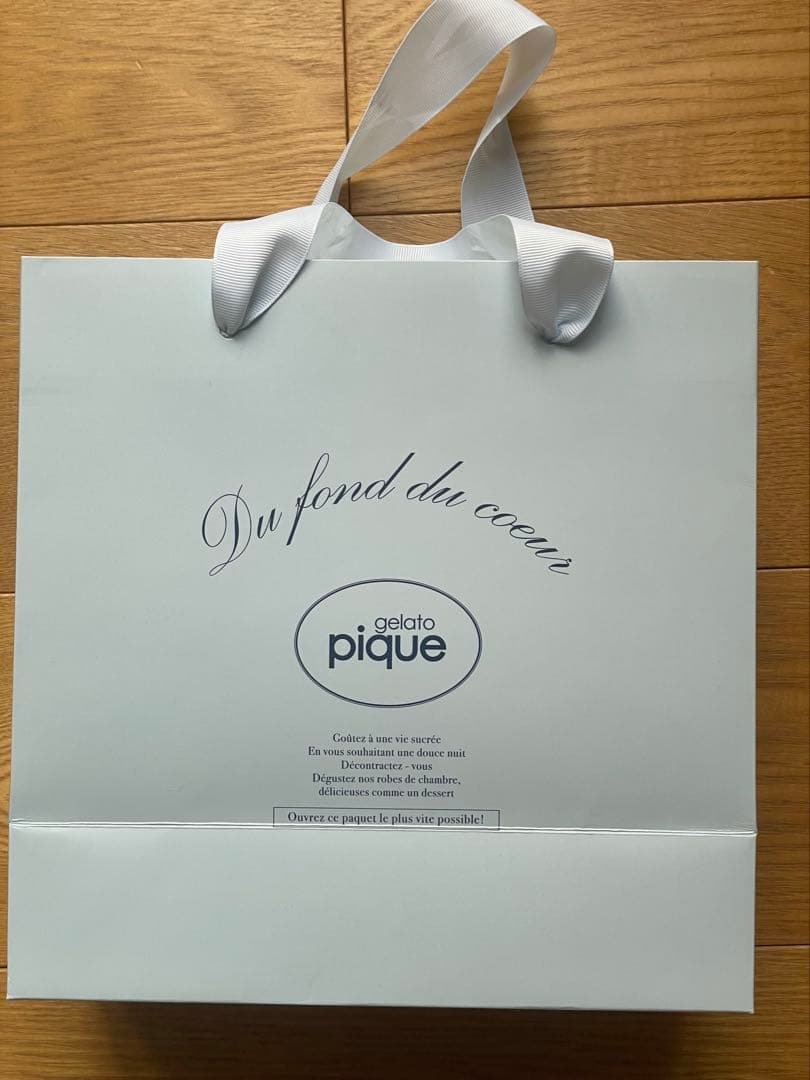 Du fond du coeur
gelato
pique
Goûtez à une vie sucrée
En vous souhaitant une douce nuit
Décontractez - vous
Dégustez nos robes de chambre,
délicieuses comme un dessert
Ouvrez ce paquet le plus vite possible!